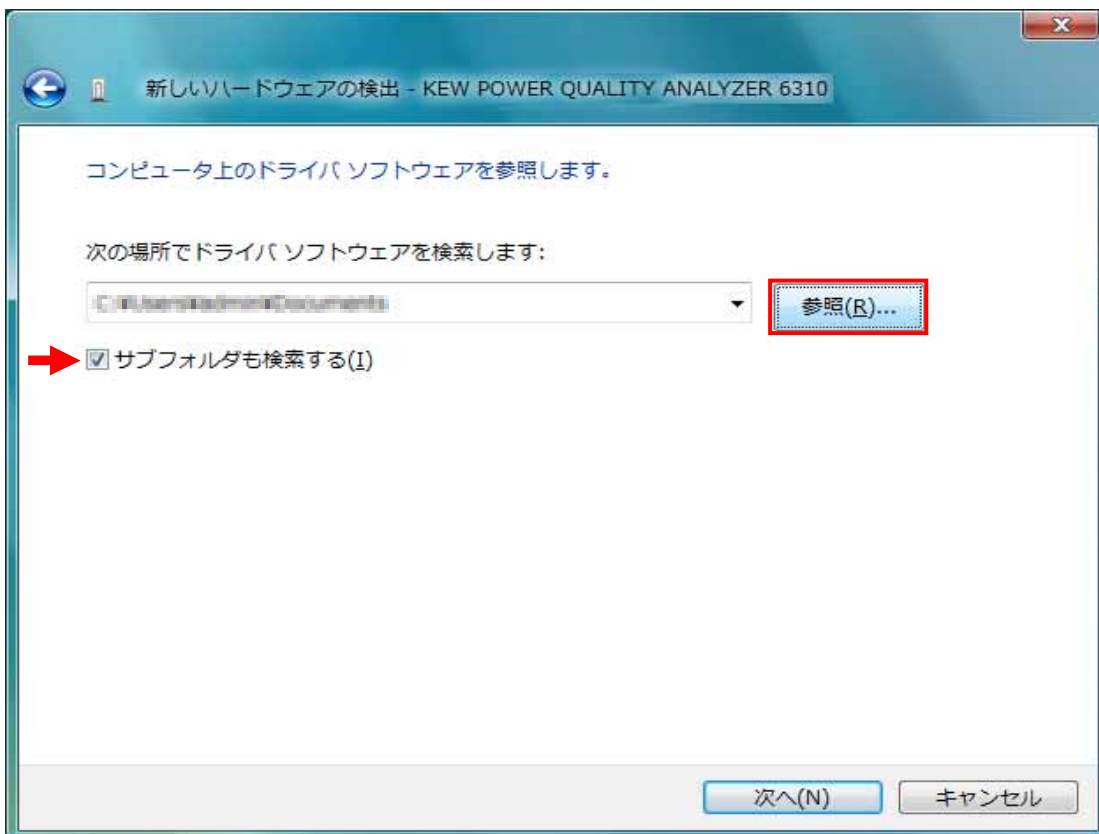 新しいハードウェアの検出 - KEW POWER QUALITY ANALYZER 6310
コンピュータ上のドライバ ソフトウェアを参照します。
次の場所でドライバ ソフトウェアを検索します:
参照(R)...
サブフォルダも検索する(I)
次へ(N)
キャンセル